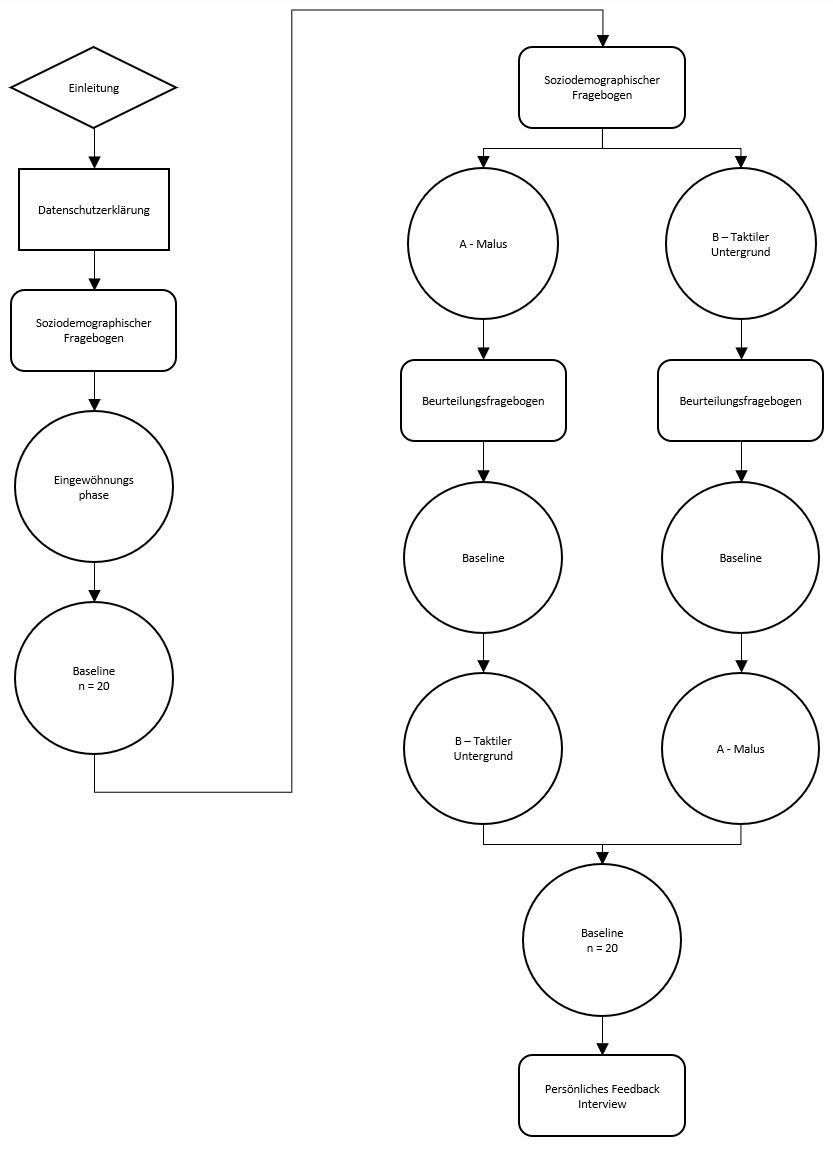 Einleitung
Datenschutzerklärung
Soziodemographischer
Fragebogen
Eingewöhnungs
phase
Baseline
n = 20
Soziodemographischer
Fragebogen
A - Malus
Beurteilungsfragebogen
Baseline
B – Taktiler
Untergrund
B – Taktiler
Untergrund
Beurteilungsfragebogen
Baseline
A - Malus
Baseline
n = 20
Persönliches Feedback
Interview